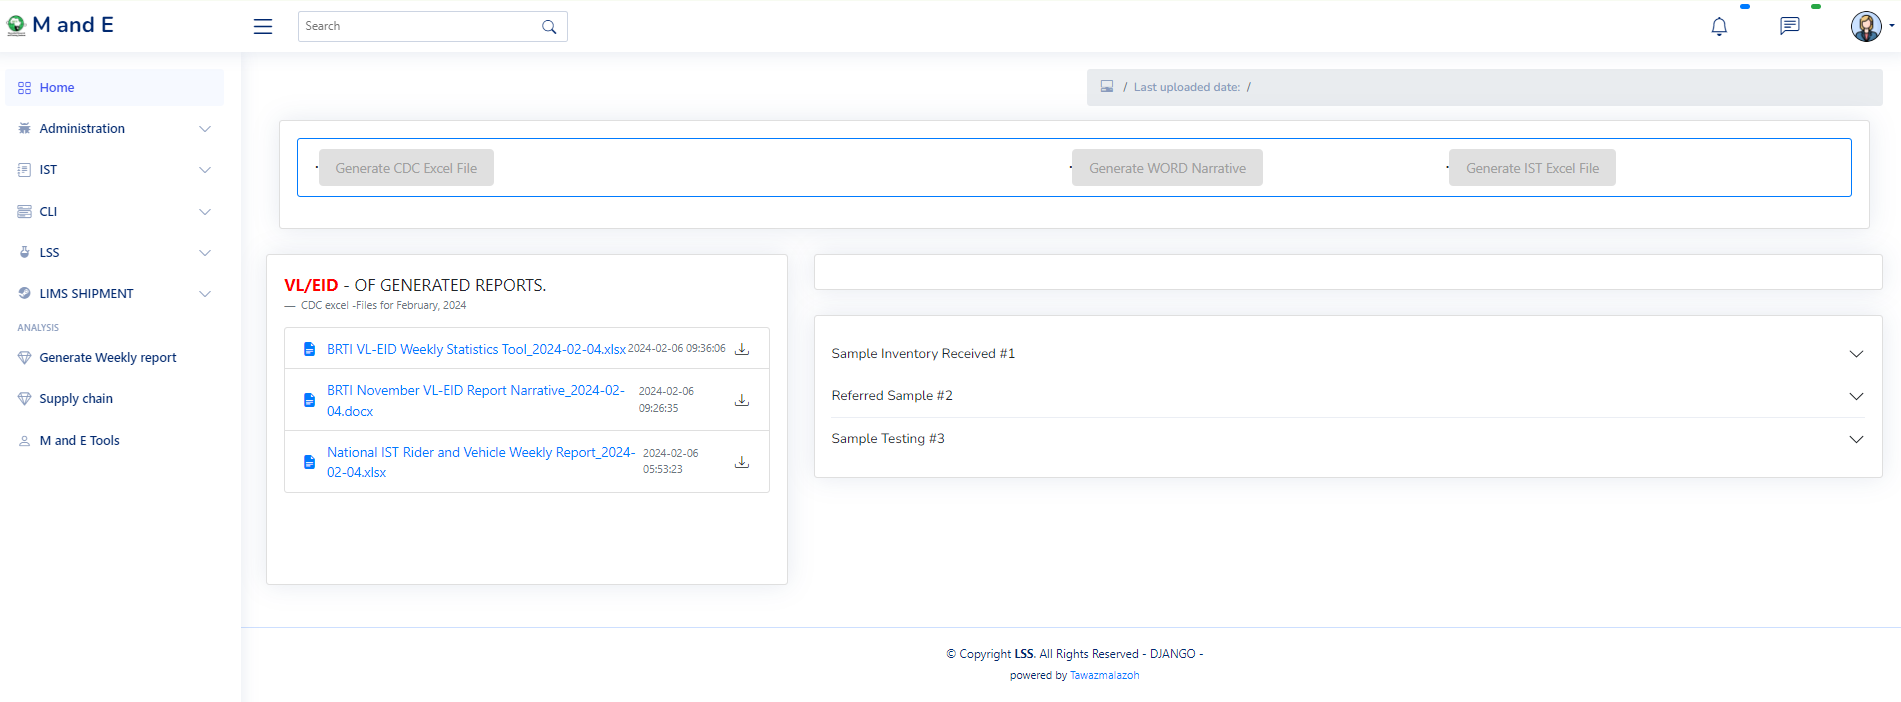 M and E
Search
Home
Administration
IST
CLI
LSS
LIMS SHIPMENT
ANALYSIS
Generate Weekly report
Supply chain
M and E Tools
/ Last uploaded date: /
Generate CDC Excel File
Generate WORD Narrative
Generate IST Excel File
VL/EID - OF GENERATED REPORTS.
— CDC excel -Files for February, 2024
BRTI VL-EID Weekly Statistics Tool_2024-02-04.xlsx 2024-02-06 09:36:06
BRTI November VL-EID Report Narrative_2024-02-
04.docx
2024-02-06
09:26:35
National IST Rider and Vehicle Weekly Report_2024-
02-04.xlsx
2024-02-06
05:53:23
Sample Inventory Received #1
Referred Sample #2
Sample Testing #3
© Copyright LSS. All Rights Reserved - DJANGO -
powered by Tawazmalazoh